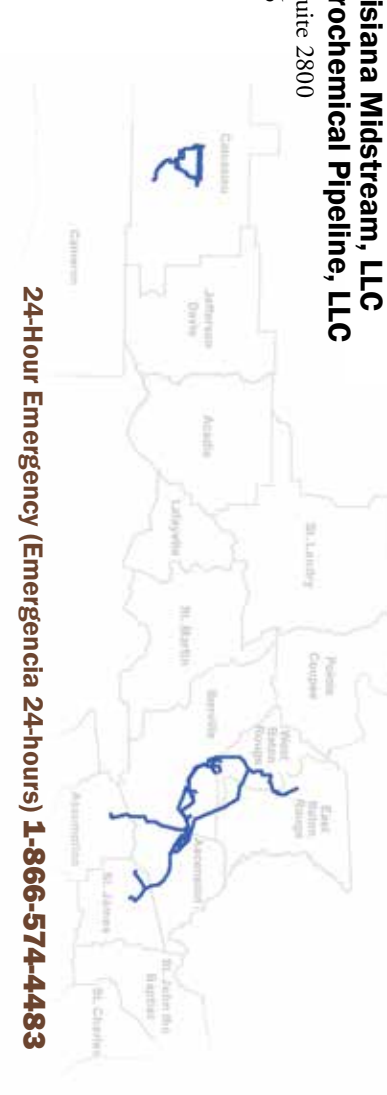 isiana Midstream, LLC
rochemical Pipeline, LLC
uite 2800
Calcasieu
Cameron
Jefferson
Davis
Acadia
Lafayette
St. Landry
St. Martin
Pointe
Coupee
Iberville
West
Baton
Rouge
East
Baton
Rouge
Ascension
Assumption
St. James
St. John the
Baptist
St. Charles
24-Hour Emergency (Emergencia 24-hours) 1-866-574-4483